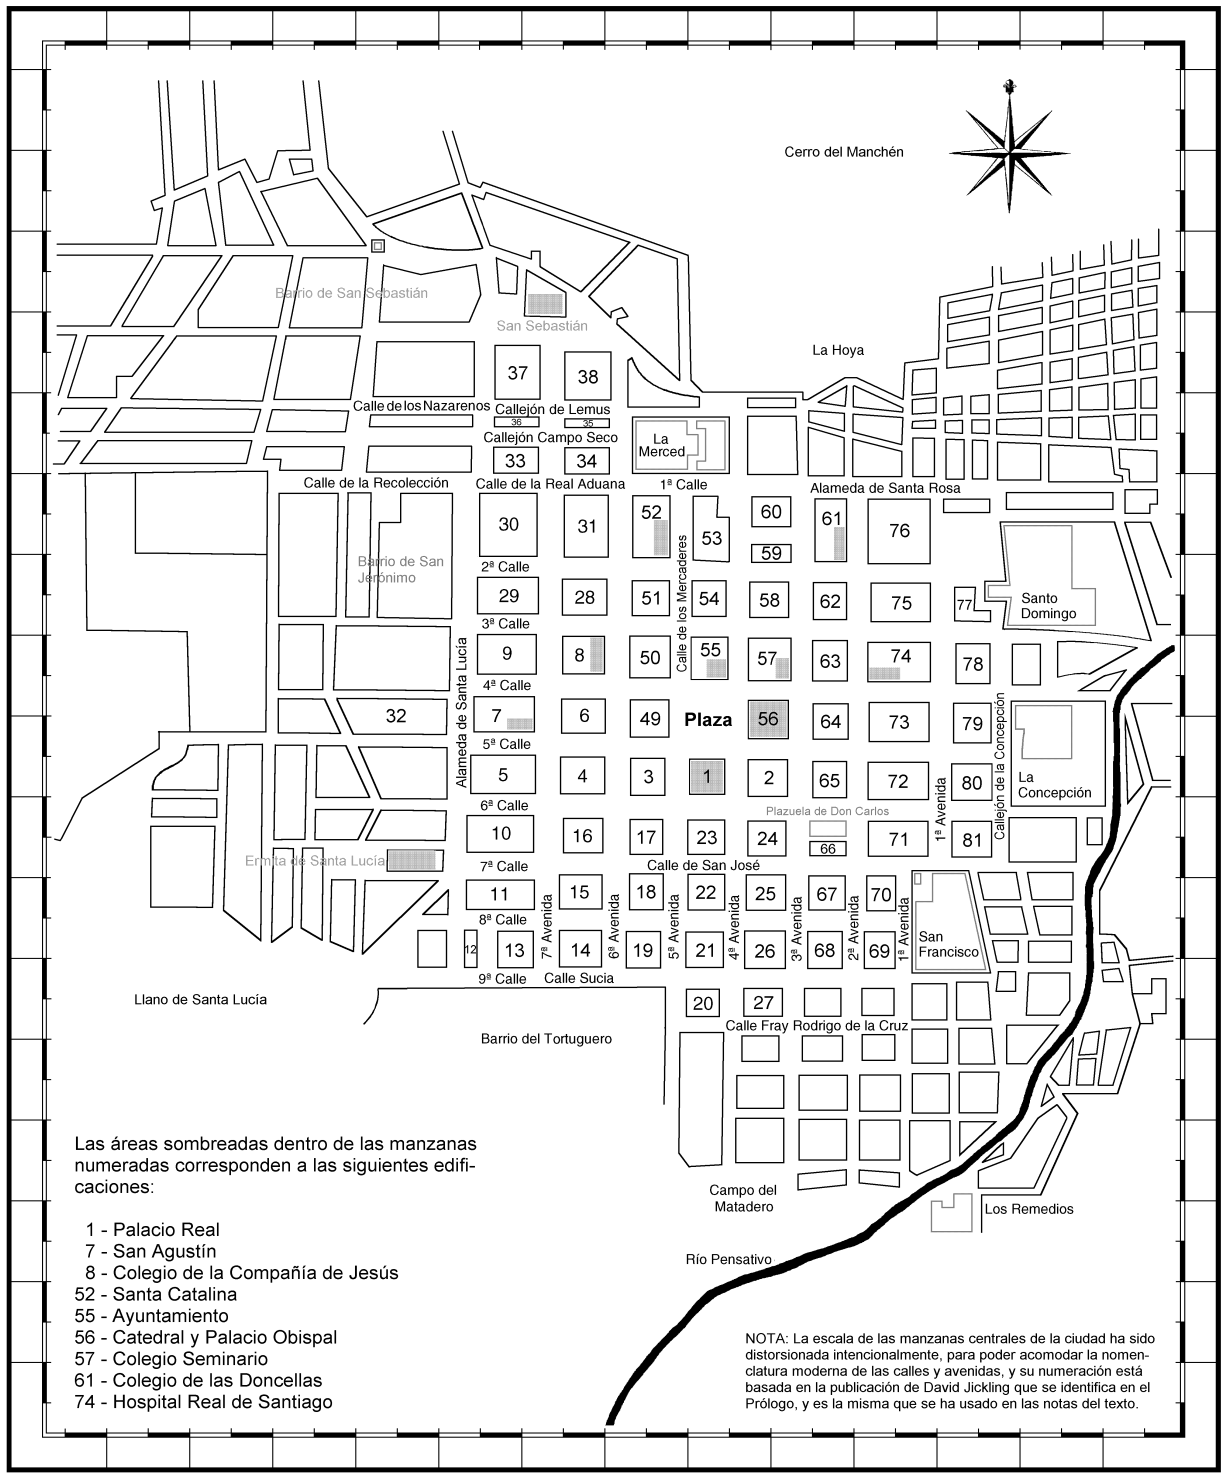 Cerro del Manchén
Barrio de San Sebastián
San Sebastián
La Hoya
37
38
Calle de los Nazarenos
Callejón de Lemus
36
35
Callejón Campo Seco
La
Merced
33
34
Calle de la Recolección
Calle de la Real Aduana
1ª Calle
Alameda de Santa Rosa
30
31
52
53
60
61
76
59
Barrio de San
Jerónimo
2ª Calle
Calle de los Mercaderes
29
28
51
54
58
62
75
77
Santo
Domingo
3ª Calle
9
8
50
55
57
63
74
78
4ª Calle
Alameda de Santa Lucía
32
7
6
49
Plaza
56
64
73
79
Callejón de la Concepción
5ª Calle
5
4
3
1
2
65
72
80
La
Concepción
6ª Calle
Plazuela de Don Carlos
1ª Avenida
10
16
17
23
24
66
71
81
Ermita de Santa Lucía
7ª Calle
Calle de San José
11
15
18
22
25
67
70
8ª Calle
7ª Avenida
6ª Avenida
5ª Avenida
4ª Avenida
3ª Avenida
2ª Avenida
1ª Avenida
San
Francisco
12
13
14
19
21
26
68
69
9ª Calle
Calle Sucia
Llano de Santa Lucía
20
27
Calle Fray Rodrigo de la Cruz
Barrio del Tortuguero
Campo del
Matadero
Los Remedios
Río Pensativo
Las áreas sombreadas dentro de las manzanas
numeradas corresponden a las siguientes edifi-
caciones:
1 - Palacio Real
7 - San Agustín
8 - Colegio de la Compañía de Jesús
52 - Santa Catalina
55 - Ayuntamiento
56 - Catedral y Palacio Obispal
57 - Colegio Seminario
61 - Colegio de las Doncellas
74 - Hospital Real de Santiago
NOTA: La escala de las manzanas centrales de la ciudad ha sido
distorsionada intencionalmente, para poder acomodar la nomen-
clatura moderna de las calles y avenidas, y su numeración está
basada en la publicación de David Jickling que se identifica en el
Prólogo, y es la misma que se ha usado en las notas del texto.